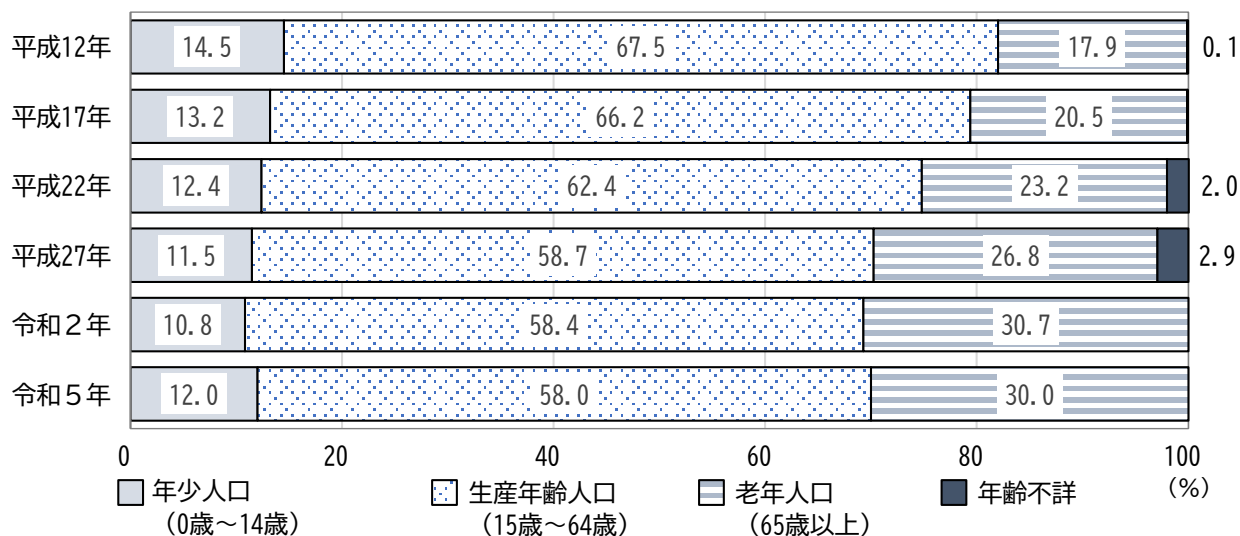 平成12年 14.5 67.5 17.9 0.1
平成17年 13.2 66.2 20.5
平成22年 12.4 62.4 23.2 2.0
平成27年 11.5 58.7 26.8 2.9
令和２年 10.8 58.4 30.7
令和５年 12.0 58.0 30.0
0 20 40 60 80 100
(%)
年少人口 生産年齢人口 老年人口 年齢不詳
（0歳～14歳） （15歳～64歳） （65歳以上）